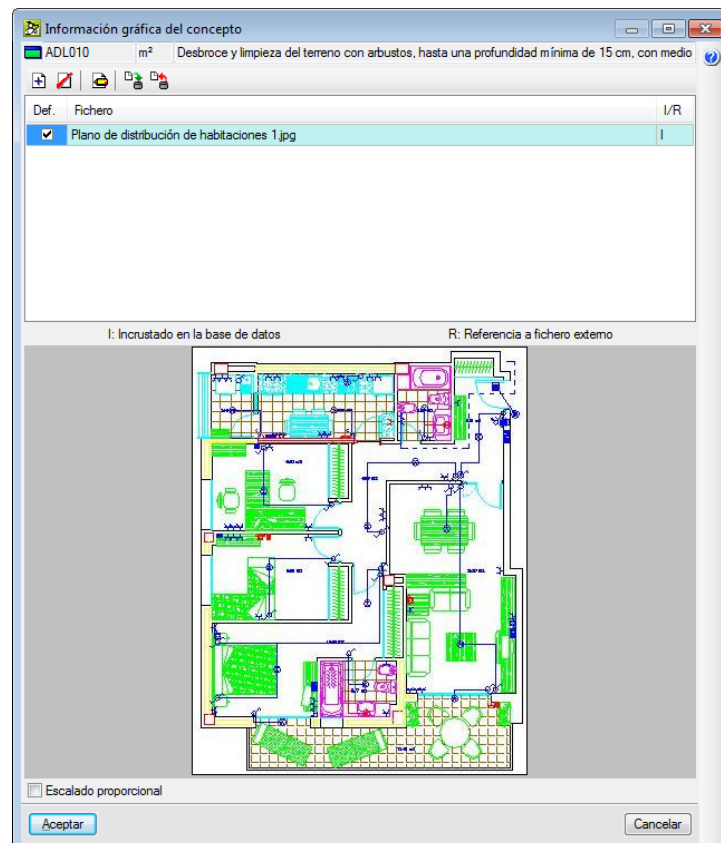 Información gráfica del concepto
ADL010 m² Desbroce y limpieza del terreno con arbustos, hasta una profundidad mínima de 15 cm, con medio
Def. Fichero I/R
Plano de distribución de habitaciones 1.jpg I
I: Incrustado en la base de datos R: Referencia a fichero externo
Escalado proporcional
Aceptar Cancelar